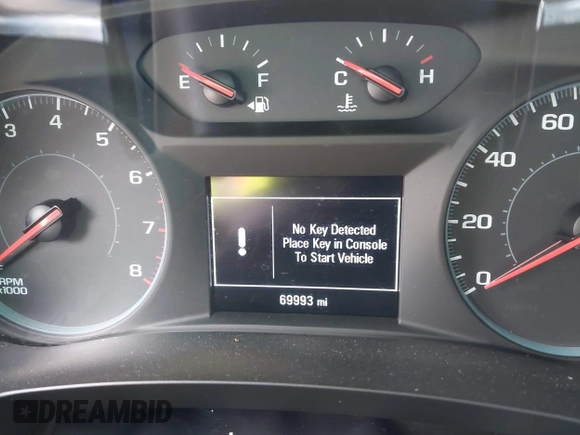 E F
C H
3 4 5 6 7 8
RPM
x1000
0 20 40 60
No Key Detected
Place Key in Console
To Start Vehicle
69993 mi
DREAMBID